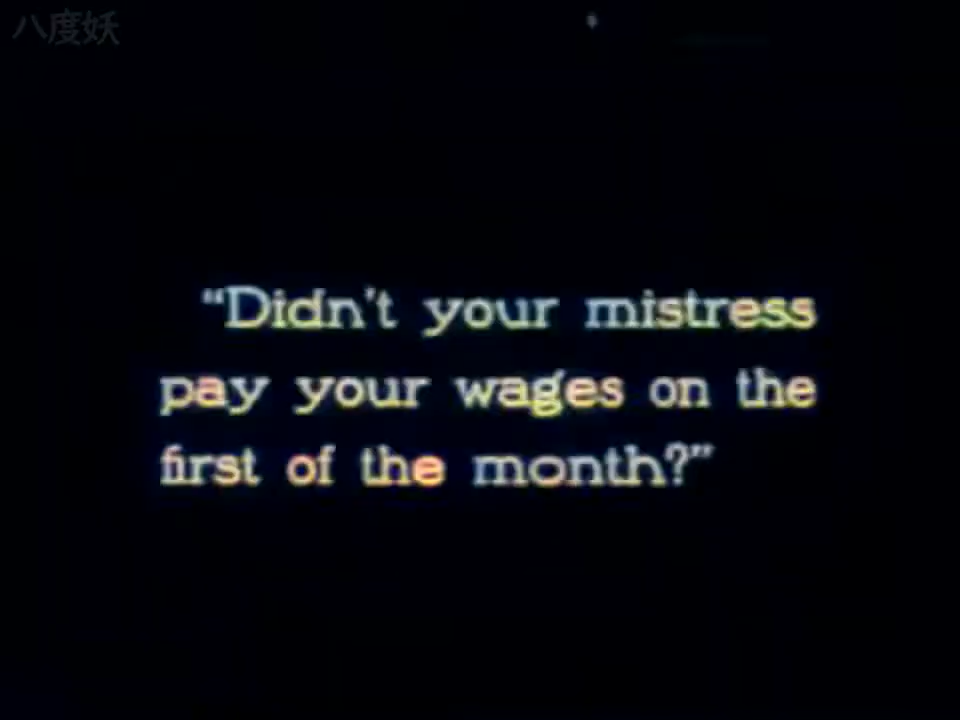 八度妖
“Didn't your mistress
pay your wages on the
first of the month?”